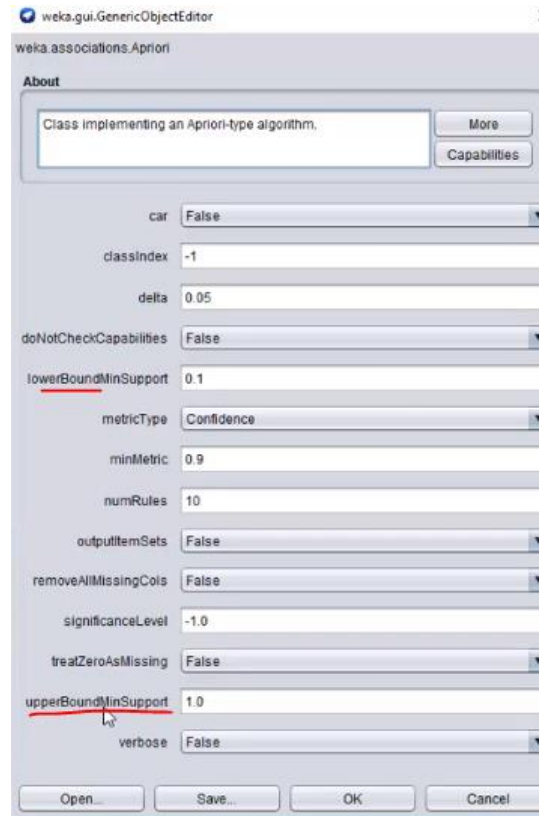 weka.gui.GenericObjectEditor
weka.associations.Apriori
About
Class implementing an Apriori-type algorithm.
More
Capabilities
car False
classIndex -1
delta 0.05
doNotCheckCapabilities False
lowerBoundMinSupport 0.1
metricType Confidence
minMetric 0.9
numRules 10
outputItemSets False
removeAllMissingCols False
significanceLevel -1.0
treatZeroAsMissing False
upperBoundMinSupport 1.0
verbose False
Open... Save... OK Cancel